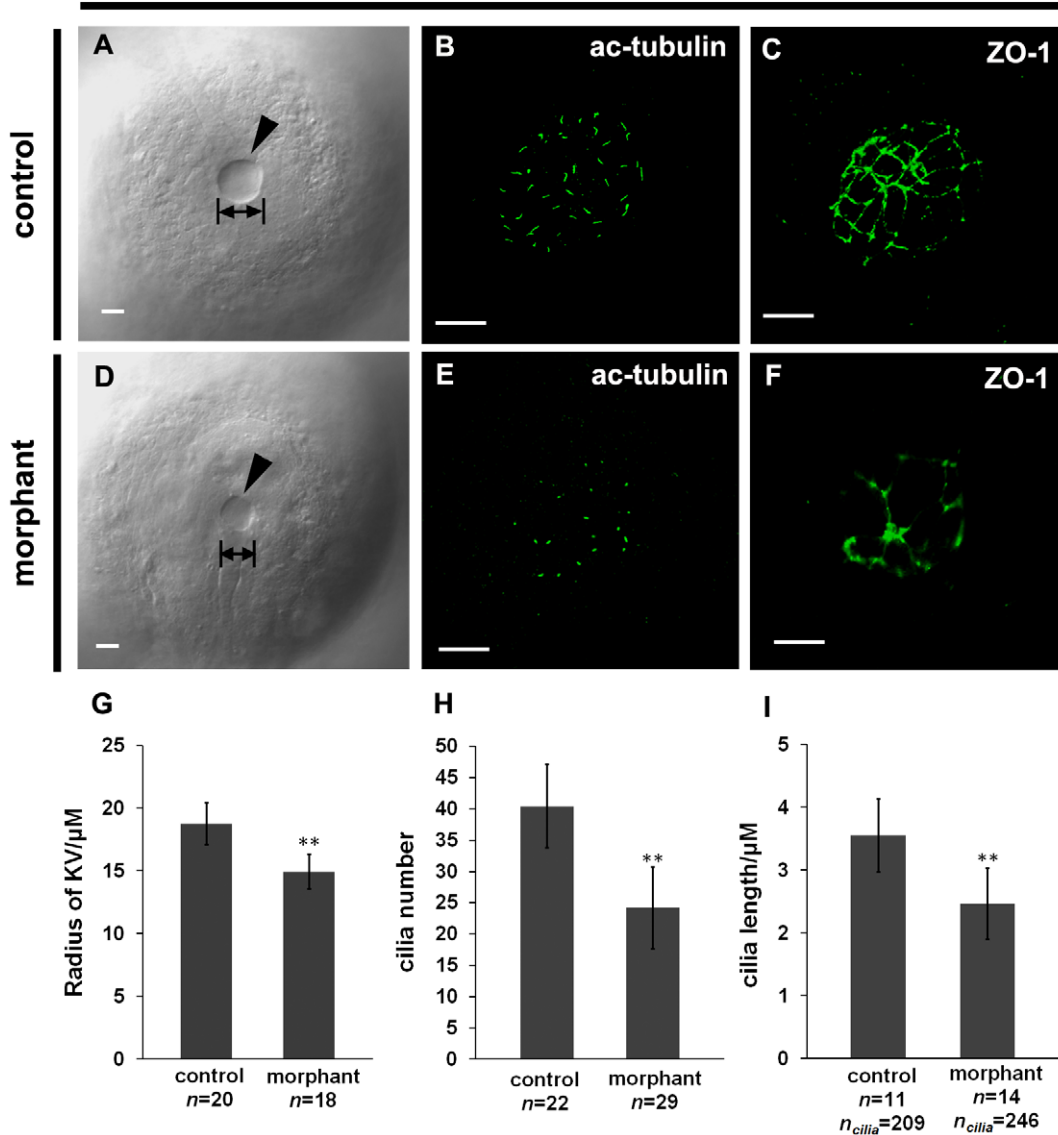 A
B
ac-tubulin
C
ZO-1
control
D
E
ac-tubulin
F
ZO-1
morphant
G
Radius of KV/µM
25
20
15
10
5
0
**
control
n=20
morphant
n=18
H
cilia number
50
45
40
35
30
25
20
15
10
5
0
**
control
n=22
morphant
n=29
I
cilia length/µM
5
4
3
2
1
0
**
control
n=11
ncilia=209
morphant
n=14
ncilia=246